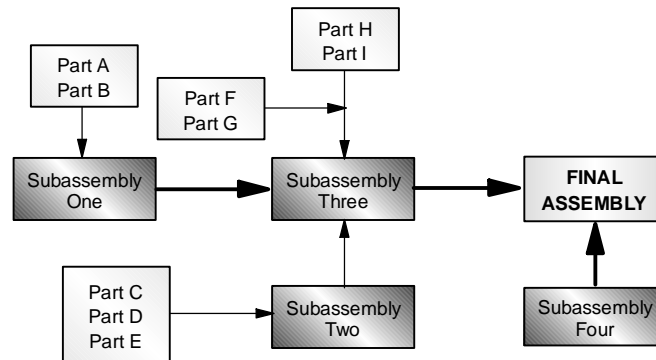 Part H
Part I
Part A
Part B
Part F
Part G
Subassembly
One
Subassembly
Three
FINAL
ASSEMBLY
Part C
Part D
Part E
Subassembly
Two
Subassembly
Four